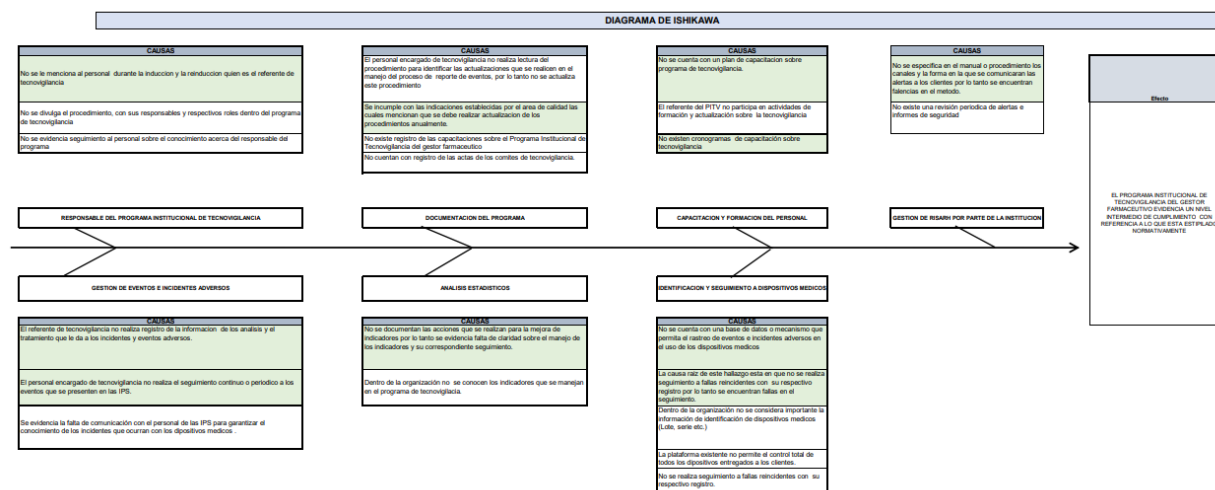 DIAGRAMA DE ISHIKAWA
CAUSAS
No se le menciona al personal durante la induccion y la reinduccion quien es el referente de
tecnovigilancia
No se divulga el procedimiento, con sus responsables y respectivos roles dentro del programa
de tecnovigilancia
No se evidencia seguimiento al personal sobre el conocimiento acerca del responsable del
programa
CAUSAS
El personal encargado de tecnovigilancia no realiza lectura del
procedimiento para identificar las actualizaciones que se realicen en el
manejo del proceso de reporte de eventos, por lo tanto no se actualiza
este procedimiento
Se incumple con las indicaciones establecidas por el area de calidad las
cuales mencionan que se debe realizar actualizacion de los
procedimientos anualmente.
No existe registro de las capacitaciones sobre el Programa Institucional de
Tecnovigilancia del gestor farmaceutico
No cuentan con registro de las actas de los comites de tecnovigilancia.
CAUSAS
No se cuenta con un plan de capacitacion sobre
programa de tecnovigilancia.
El referente del PITV no participa en actividades de
formación y actualización sobre la tecnovigilancia
No existen cronogramas de capacitación sobre
tecnovigilancia
CAUSAS
No se especifica en el manual o procedimiento los
canales y la forma en la que se comunicaran las
alertas a los clientes por lo tanto se encuentran
falencias en el metodo.
No existe una revisión periodica de alertas e
informes de seguridad
Efecto
EL PROGRAMA INSTITUCIONAL DE
TECNOVIGILANCIA DEL GESTOR
FARMACEUTIVO EVIDENCIA UN NIVEL
INTERMEDIO DE CUMPLIMIENTO CON
REFERENCIA A LO QUE ESTA ESTIPILADO
NORMATIVAMENTE
RESPONSABLE DEL PROGRAMA INSTITUCIONAL DE TECNOVIGILANCIA
DOCUMENTACION DEL PROGRAMA
CAPACITACION Y FORMACION DEL PERSONAL
GESTION DE RISARH POR PARTE DE LA INSTITUCION
GESTION DE EVENTOS E INCIDENTES ADVERSOS
ANALISIS ESTADISTICOS
IDENTIFICACION Y SEGUIMIENTO A DISPOSITIVOS MEDICOS
CAUSAS
El referente de tecnovigilancia no realiza registro de la informacion de los analisis y el
tratamiento que le da a los incidentes y eventos adversos.
El personal encargado de tecnovigilancia no realiza el seguimiento continuo o periodico a los
eventos que se presenten en las IPS.
Se evidencia la falta de comunicación con el personal de las IPS para garantizar el
conocimiento de los incidentes que ocurran con los dipositivos medicos .
CAUSAS
No se documentan las acciones que se realizan para la mejora de
indicadores por lo tanto se evidencia falta de claridad sobre el manejo de
los indicadores y su correspondiente seguimiento.
Dentro de la organización no se conocen los indicadores que se manejan
en el programa de tecnovigilacia.
CAUSAS
No se cuenta con una base de datos o mecanismo que
permita el rastreo de eventos e incidentes adversos en
el uso de los dispositivos medicos
La causa raiz de este hallazgo esta en que no se realiza
seguimiento a fallas reincidentes con su respectivo
registro por lo tanto se encuentran fallas en el
seguimiento.
Dentro de la organización no se considera importante la
información de identificación de dispositivos medicos
(Lote, serie etc.)
La plataforma existente no permite el control total de
todos los dipositivos entregados a los clientes.
No se realiza seguimiento a fallas reincidentes con su
respectivo registro.